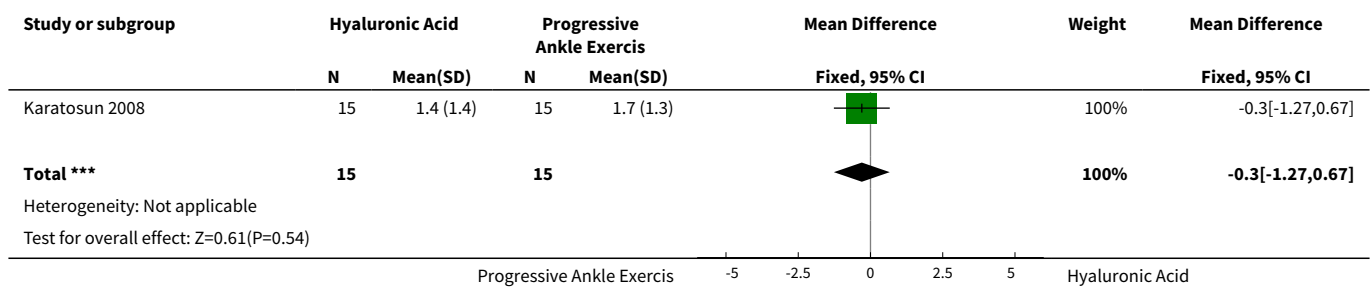 Study or subgroup Hyaluronic Acid Progressive Ankle Exercis Mean Difference Weight Mean Difference
N Mean(SD) N Mean(SD) Fixed, 95% CI Fixed, 95% CI
Karatosun 2008 15 1.4 (1.4) 15 1.7 (1.3) 100% -0.3[-1.27,0.67]
Total *** 15 15 100% -0.3[-1.27,0.67]
Heterogeneity: Not applicable
Test for overall effect: Z=0.61(P=0.54)
Progressive Ankle Exercis -5 -2.5 0 2.5 5 Hyaluronic Acid